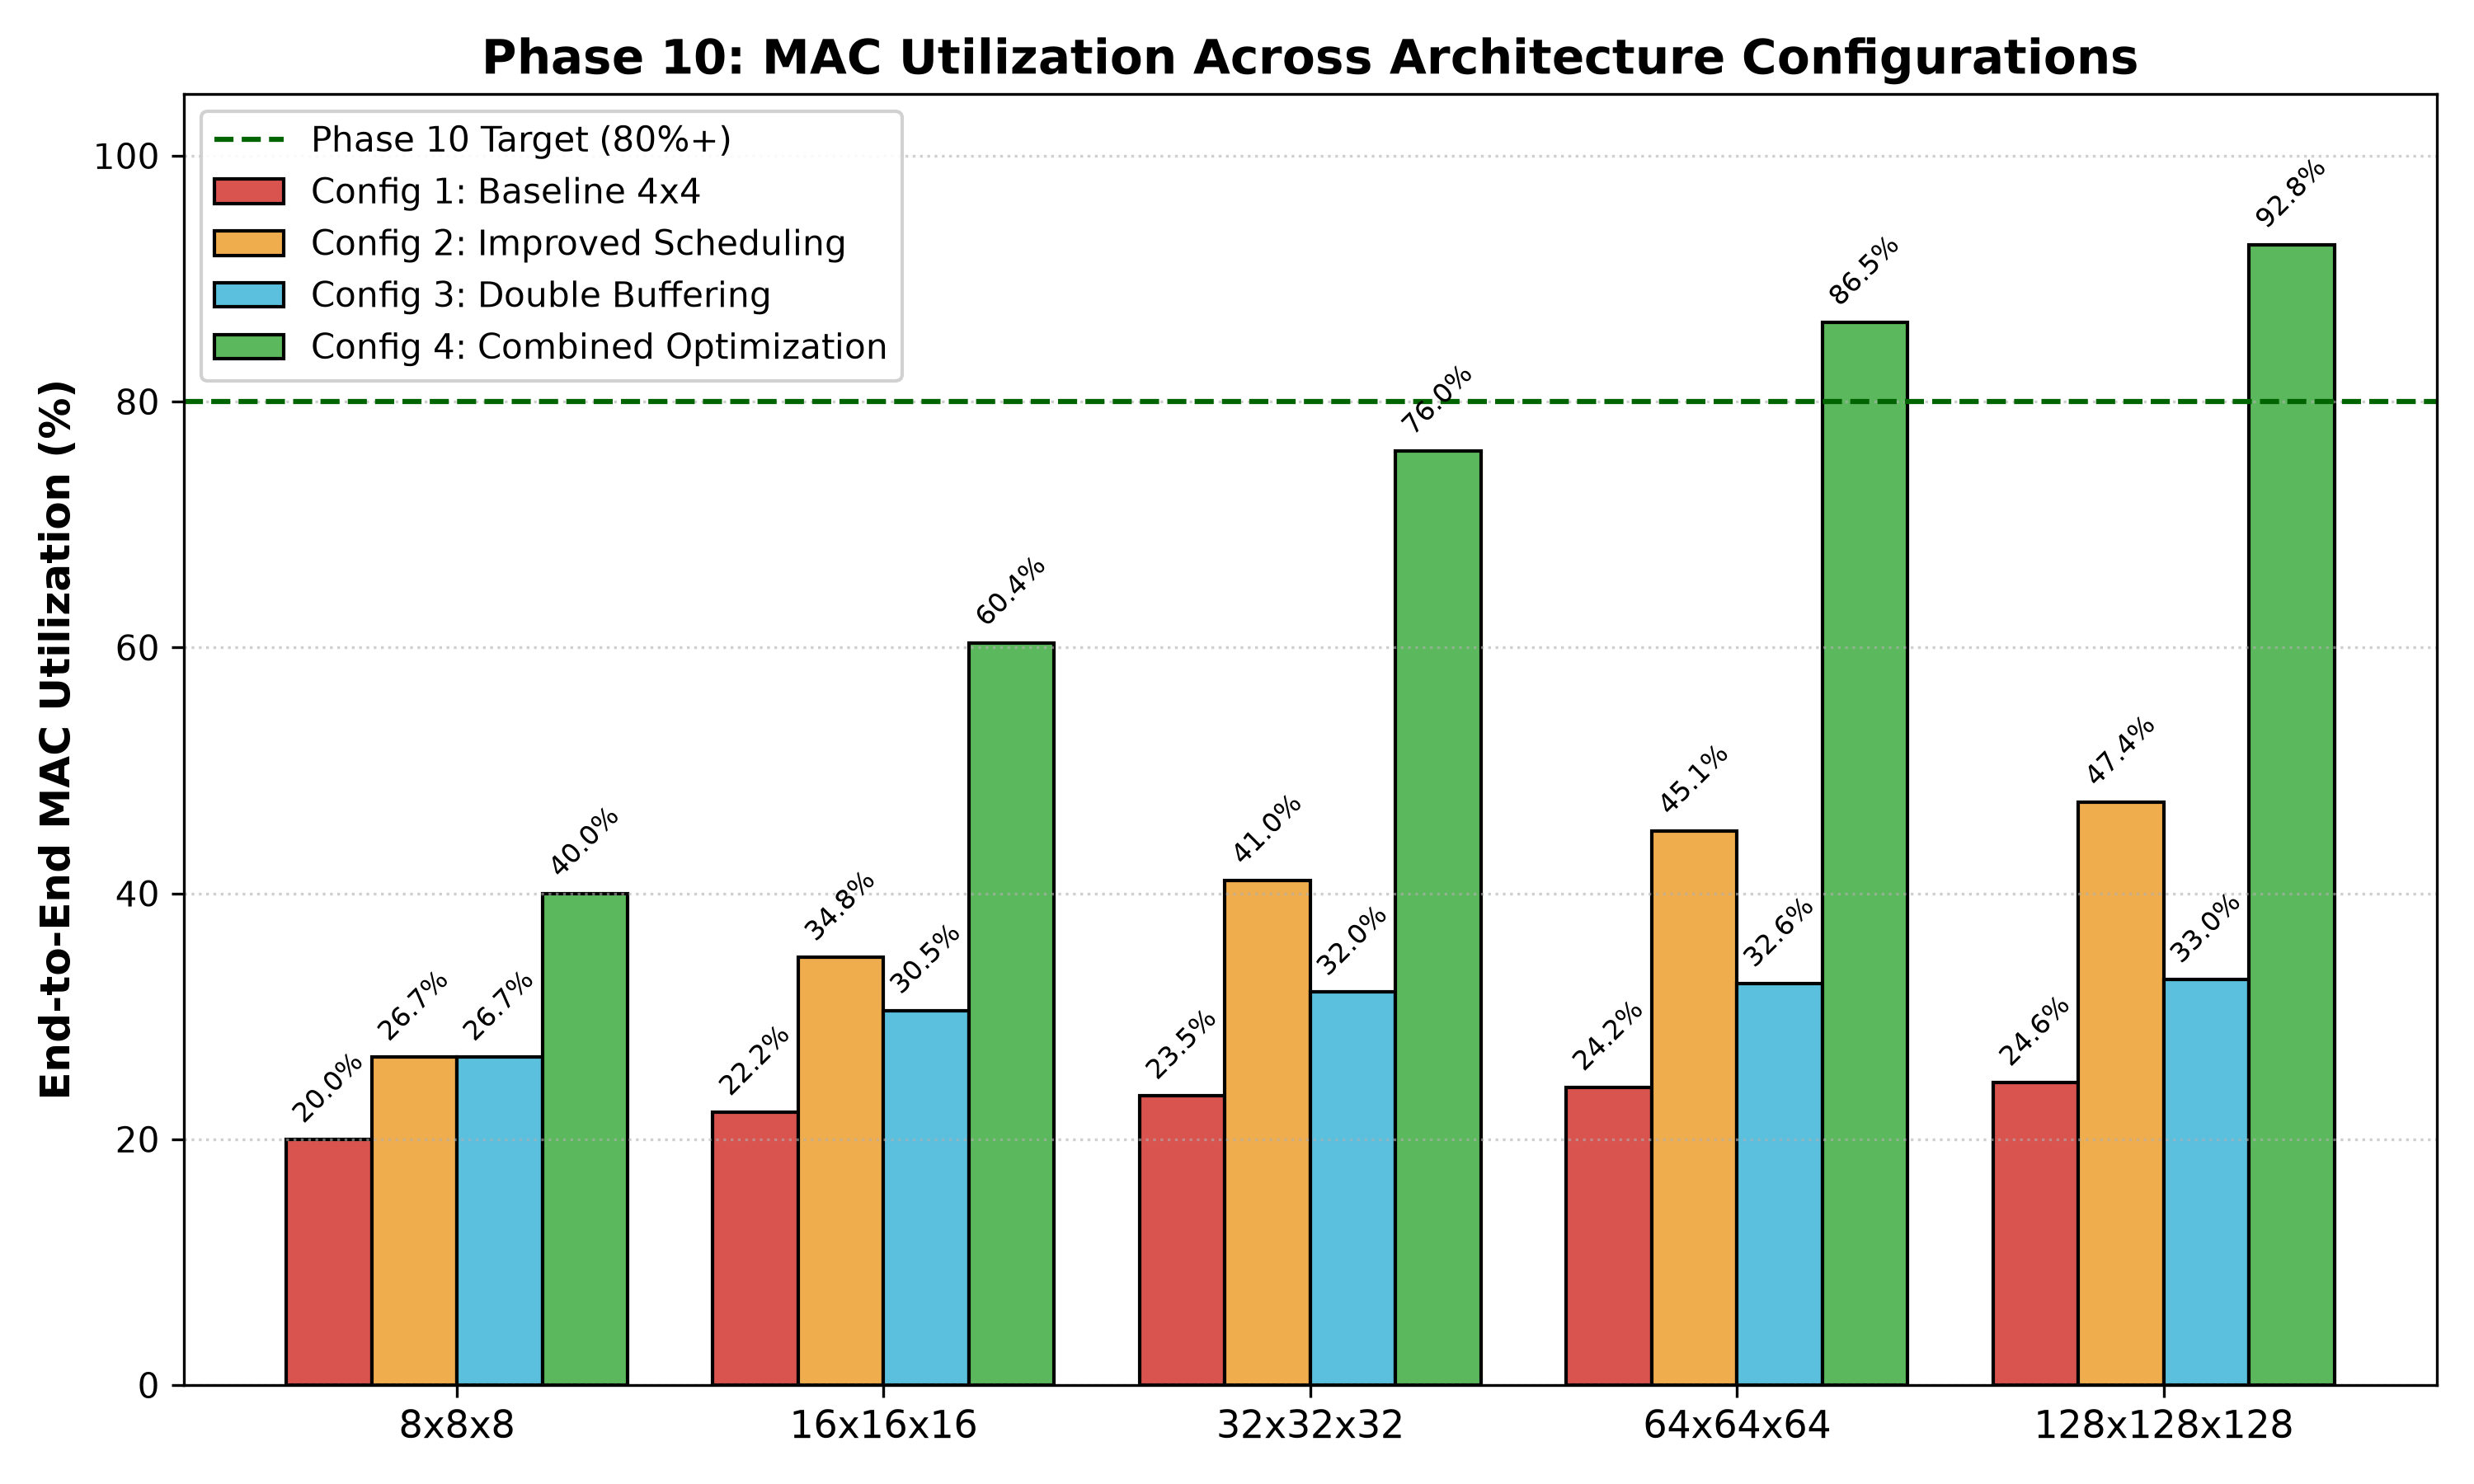 Phase 10: MAC Utilization Across Architecture Configurations
Phase 10 Target (80%+)
Config 1: Baseline 4x4
Config 2: Improved Scheduling
Config 3: Double Buffering
Config 4: Combined Optimization
End-to-End MAC Utilization (%)
100
80
60
40
20
0
20.0%
26.7%
26.7%
40.0%
22.2%
34.8%
30.5%
60.4%
23.5%
41.0%
32.0%
76.0%
24.2%
45.1%
32.6%
86.5%
24.6%
47.4%
33.0%
92.8%
8x8x8
16x16x16
32x32x32
64x64x64
128x128x128